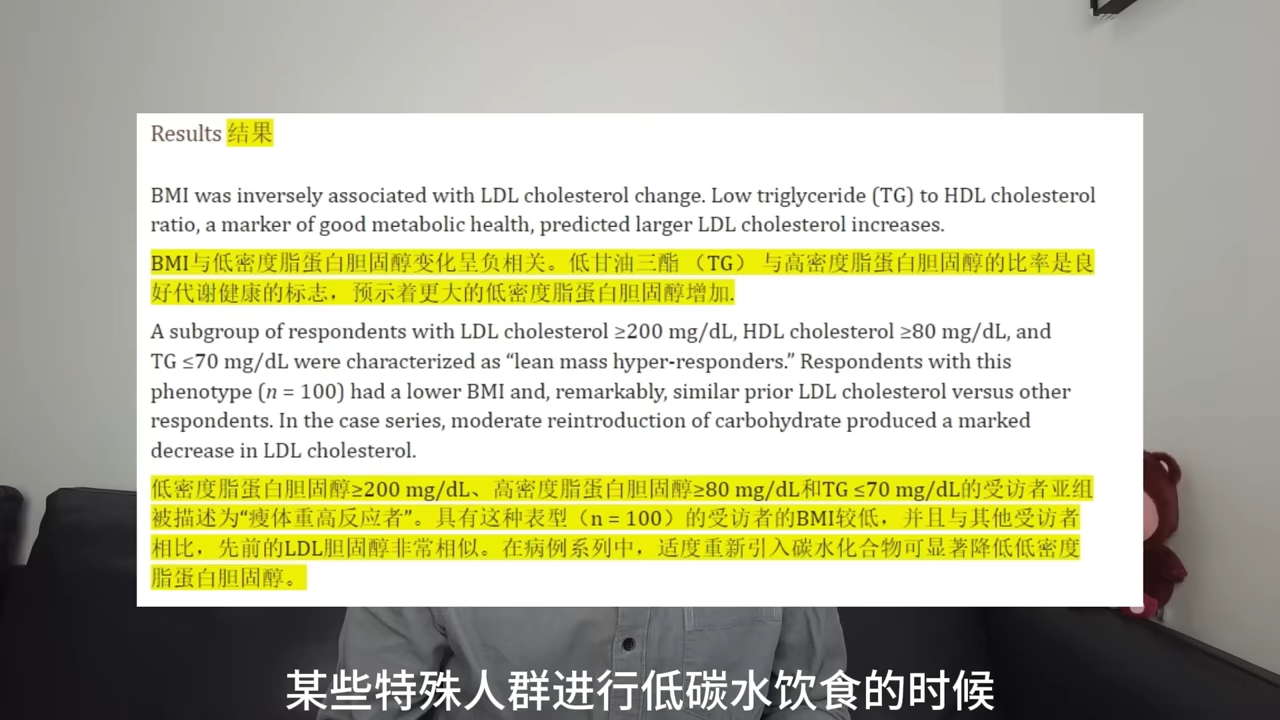 Results 结果
BMI was inversely associated with LDL cholesterol change. Low triglyceride (TG) to HDL cholesterol
ratio, a marker of good metabolic health, predicted larger LDL cholesterol increases.
BMI与低密度脂蛋白胆固醇变化呈负相关。低甘油三酯 （TG） 与高密度脂蛋白胆固醇的比率是良
好代谢健康的标志，预示着更大的低密度脂蛋白胆固醇增加.
A subgroup of respondents with LDL cholesterol ≥200 mg/dL, HDL cholesterol ≥80 mg/dL, and
TG ≤70 mg/dL were characterized as “lean mass hyper-responders.” Respondents with this
phenotype (n = 100) had a lower BMI and, remarkably, similar prior LDL cholesterol versus other
respondents. In the case series, moderate reintroduction of carbohydrate produced a marked
decrease in LDL cholesterol.
低密度脂蛋白胆固醇≥200 mg/dL、高密度脂蛋白胆固醇≥80 mg/dL和TG ≤70 mg/dL的受访者亚组
被描述为“瘦体重高反应者”。具有这种表型（n = 100）的受访者的BMI较低，并且与其他受访者
相比，先前的LDL胆固醇非常相似。在病例系列中，适度重新引入碳水化合物可显著降低低密度
脂蛋白胆固醇。
某些特殊人群进行低碳水饮食的时候